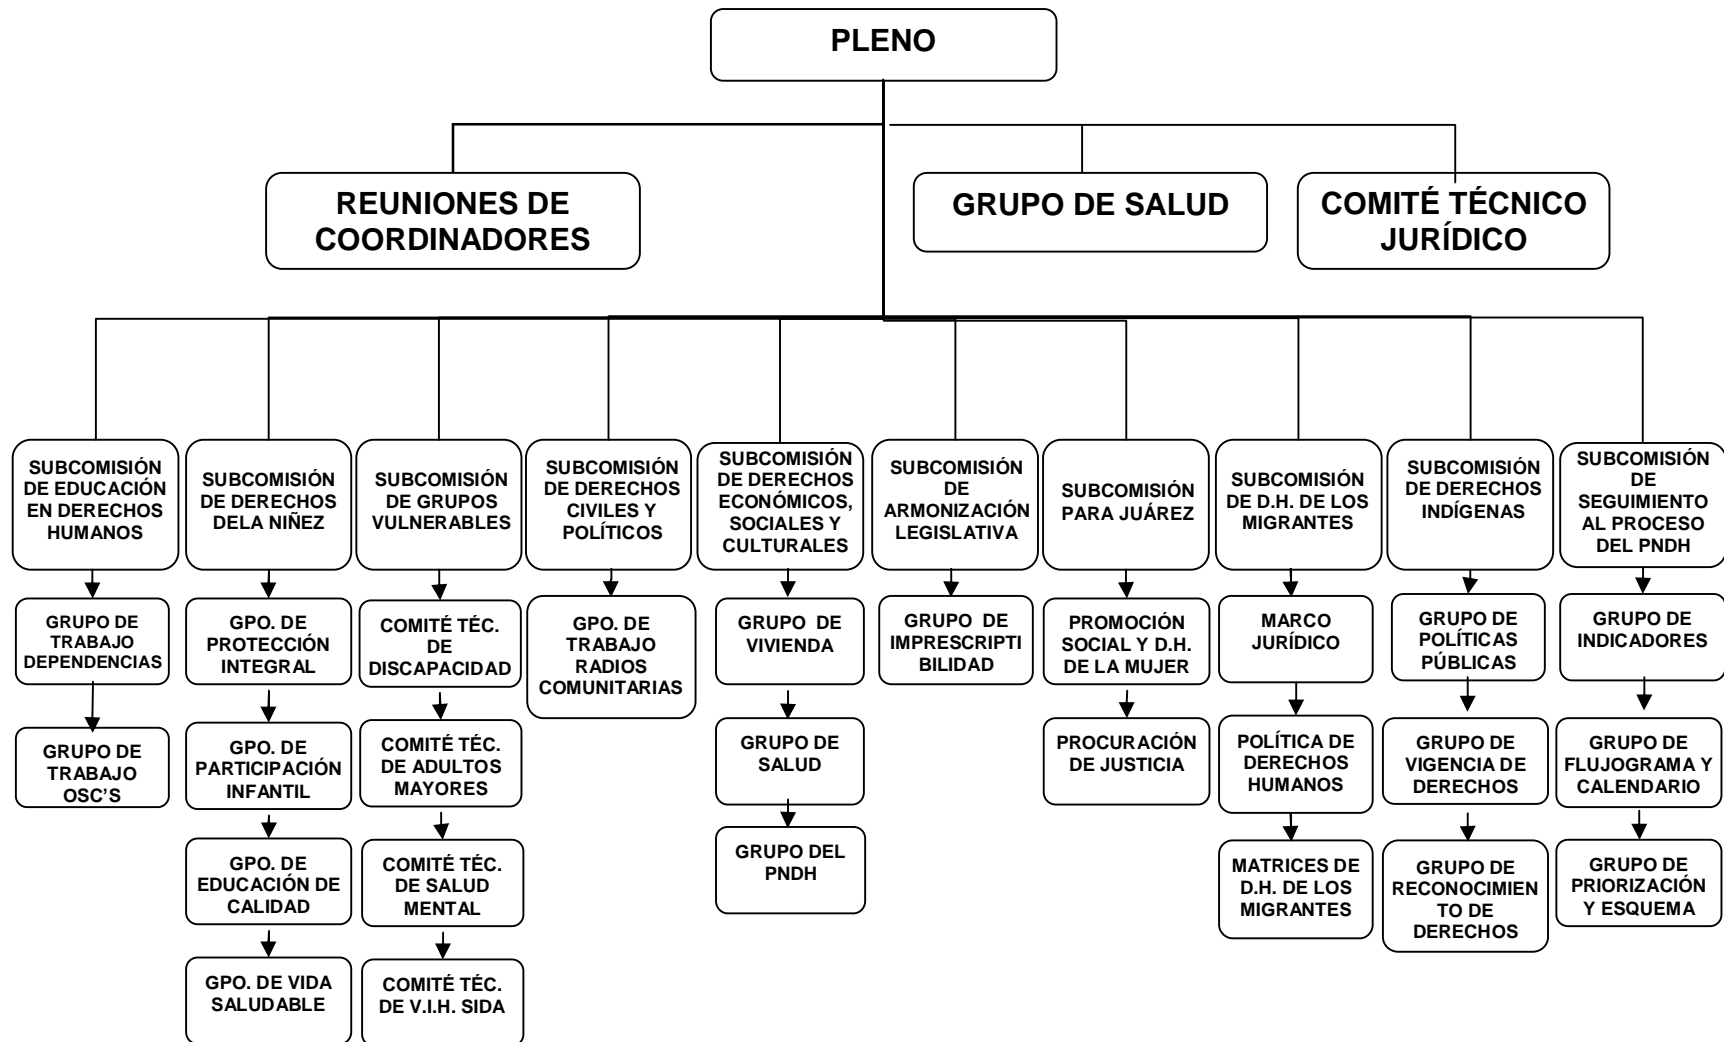 PLENO
REUNIONES DE
COORDINADORES
GRUPO DE SALUD
COMITÉ TÉCNICO
JURÍDICO
SUBCOMISIÓN
DE EDUCACIÓN
EN DERECHOS
HUMANOS
SUBCOMISIÓN
DE DERECHOS
DELA NIÑEZ
SUBCOMISIÓN
DE GRUPOS
VULNERABLES
SUBCOMISIÓN
DE DERECHOS
CIVILES Y
POLÍTICOS
SUBCOMISIÓN
DE DERECHOS
ECONÓMICOS,
SOCIALES Y
CULTURALES
SUBCOMISIÓN
DE
ARMONIZACIÓN
LEGISLATIVA
SUBCOMISIÓN
PARA JUÁREZ
SUBCOMISIÓN
DE D.H. DE LOS
MIGRANTES
SUBCOMISIÓN
DE DERECHOS
INDÍGENAS
SUBCOMISIÓN
DE
SEGUIMIENTO
AL PROCESO
DEL PNDH
GRUPO DE
TRABAJO
DEPENDENCIAS
GPO. DE
PROTECCIÓN
INTEGRAL
COMITÉ TÉC.
DE
DISCAPACIDAD
GPO. DE
TRABAJO
RADIOS
COMUNITARIAS
GRUPO DE
VIVIENDA
GRUPO DE
IMPRESCRIPTI
BILIDAD
PROMOCIÓN
SOCIAL Y D.H.
DE LA MUJER
MARCO
JURÍDICO
GRUPO DE
POLÍTICAS
PÚBLICAS
GRUPO DE
INDICADORES
GRUPO DE
TRABAJO
OSC'S
GPO. DE
PARTICIPACIÓN
INFANTIL
COMITÉ TÉC.
DE ADULTOS
MAYORES
GRUPO DE
SALUD
PROCURACIÓN
DE JUSTICIA
POLÍTICA DE
DERECHOS
HUMANOS
GRUPO DE
VIGENCIA DE
DERECHOS
GRUPO DE
FLUJOGRAMA Y
CALENDARIO
GPO. DE
EDUCACIÓN DE
CALIDAD
COMITÉ TÉC.
DE SALUD
MENTAL
GRUPO DEL
PNDH
MATRICES DE
D.H. DE LOS
MIGRANTES
GRUPO DE
RECONOCIMIEN
TO DE
DERECHOS
GRUPO DE
PRIORIZACIÓN
Y ESQUEMA
GPO. DE VIDA
SALUDABLE
COMITÉ TÉC.
DE V.I.H. SIDA